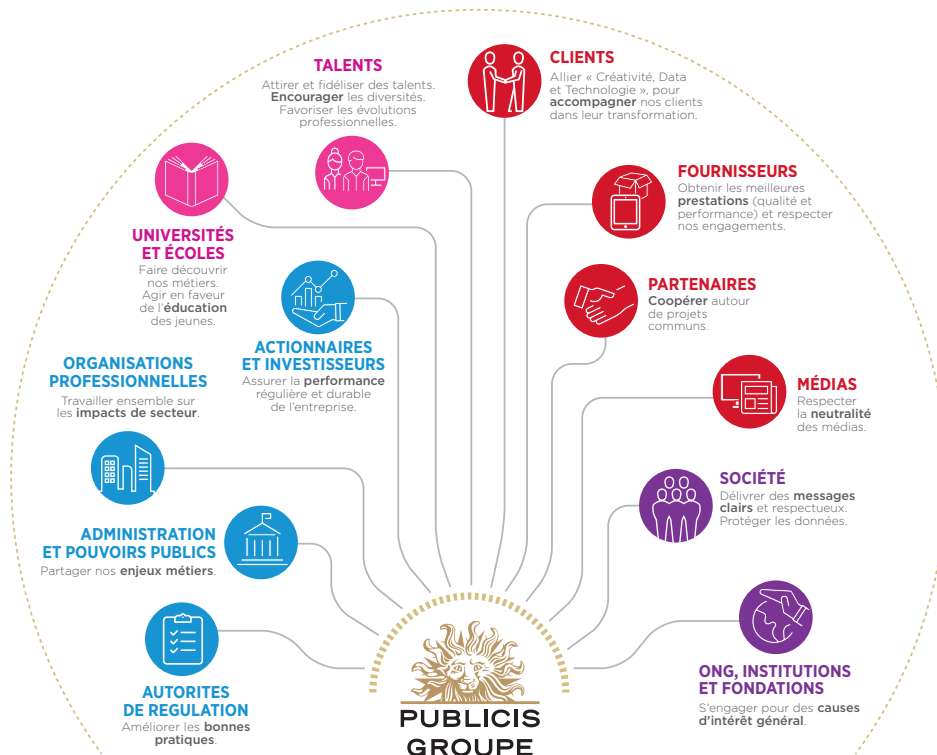 TALENTS
Attirer et fidéliser des talents.
Encourager les diversités.
Favoriser les évolutions
professionnelles.
CLIENTS
Allier « Créativité, Data
et Technologie », pour
accompagner nos clients
dans leur transformation.
UNIVERSITÉS
ET ÉCOLES
Faire découvrir
nos métiers.
Agir en faveur
de l'éducation
des jeunes.
FOURNISSEURS
Obtenir les meilleures
prestations (qualité et
performance) et respecter
nos engagements.
ACTIONNAIRES
ET INVESTISSEURS
Assurer la performance
régulière et durable
de l'entreprise.
PARTENAIRES
Coopérer autour
de projets
communs.
ORGANISATIONS
PROFESSIONNELLES
Travailler ensemble sur
les impacts de secteur.
MÉDIAS
Respecter
la neutralité
des médias.
SOCIÉTÉ
Délivrer des messages
clairs et respectueux.
Protéger les données.
ADMINISTRATION
ET POUVOIRS PUBLICS
Partager nos enjeux métiers.
AUTORITES
DE REGULATION
Améliorer les bonnes
pratiques.
ONG, INSTITUTIONS
ET FONDATIONS
S'engager pour des causes
d'intérêt général.
PUBLICIS
GROUPE